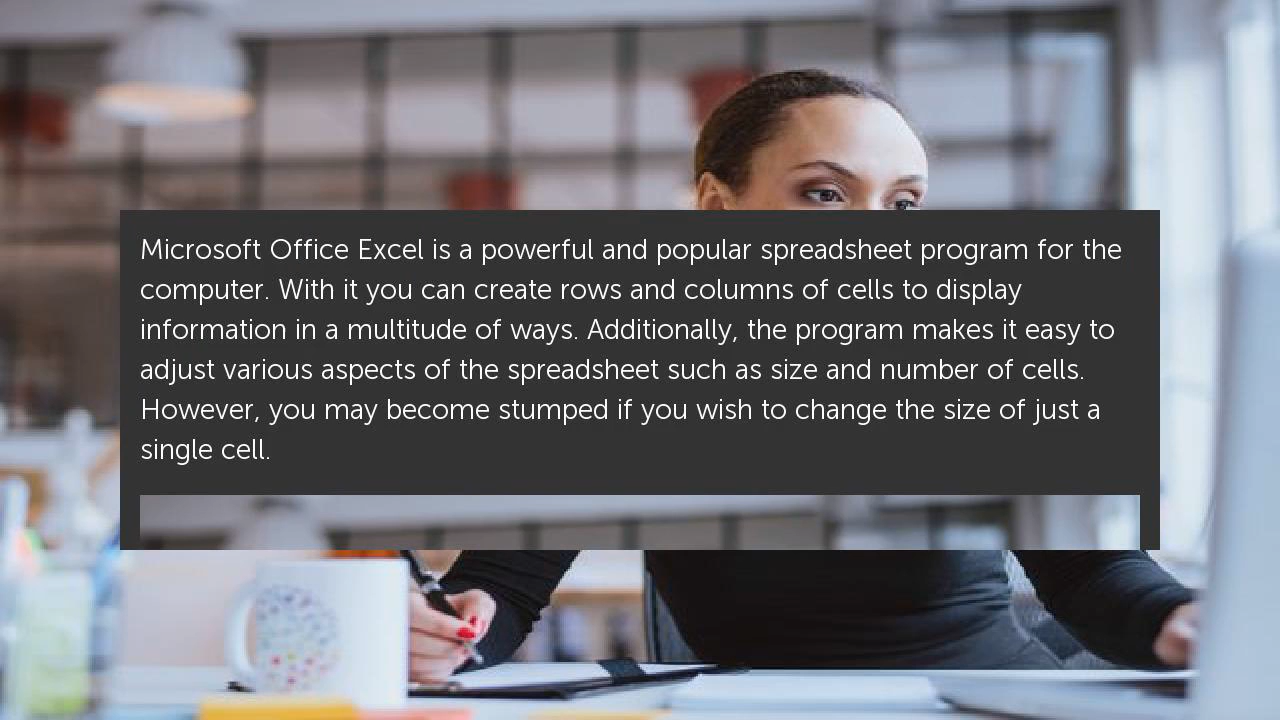 Microsoft Office Excel is a powerful and popular spreadsheet program for the
computer. With it you can create rows and columns of cells to display
information in a multitude of ways. Additionally, the program makes it easy to
adjust various aspects of the spreadsheet such as size and number of cells.
However, you may become stumped if you wish to change the size of just a
single cell.